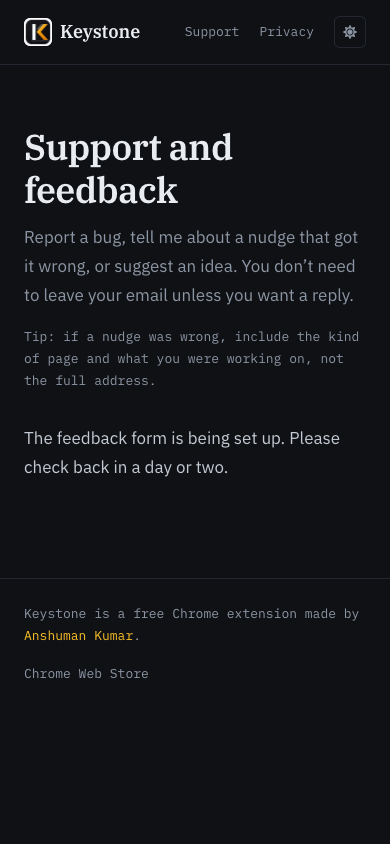 Keystone
Support
Privacy
Support and
feedback
Report a bug, tell me about a nudge that got
it wrong, or suggest an idea. You don’t need
to leave your email unless you want a reply.
Tip: if a nudge was wrong, include the kind
of page and what you were working on, not
the full address.
The feedback form is being set up. Please
check back in a day or two.
Keystone is a free Chrome extension made by
Anshuman Kumar.
Chrome Web Store